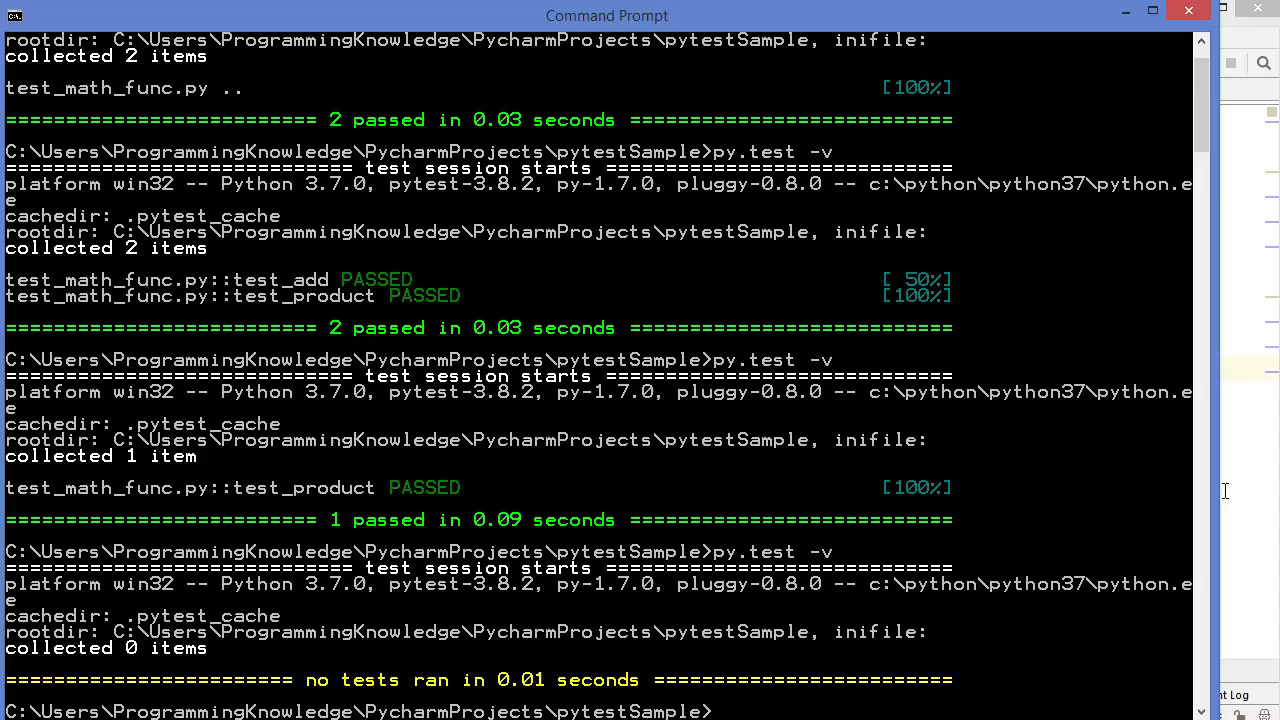 Command Prompt
rootdir: C:\Users\ProgrammingKnowledge\PycharmProjects\pytestSample, inifile:
collected 2 items
test_math_func.py .. [100%]
========================== 2 passed in 0.03 seconds ===========================
C:\Users\ProgrammingKnowledge\PycharmProjects\pytestSample>py.test -v
============================= test session starts =============================
platform win32 -- Python 3.7.0, pytest-3.8.2, py-1.7.0, pluggy-0.8.0 -- c:\python\python37\python.e
e
cachedir: .pytest_cache
rootdir: C:\Users\ProgrammingKnowledge\PycharmProjects\pytestSample, inifile:
collected 2 items
test_math_func.py::test_add PASSED [ 50%]
test_math_func.py::test_product PASSED [100%]
========================== 2 passed in 0.03 seconds ===========================
C:\Users\ProgrammingKnowledge\PycharmProjects\pytestSample>py.test -v
============================= test session starts =============================
platform win32 -- Python 3.7.0, pytest-3.8.2, py-1.7.0, pluggy-0.8.0 -- c:\python\python37\python.e
e
cachedir: .pytest_cache
rootdir: C:\Users\ProgrammingKnowledge\PycharmProjects\pytestSample, inifile:
collected 1 item
test_math_func.py::test_product PASSED [100%]
========================== 1 passed in 0.09 seconds ===========================
C:\Users\ProgrammingKnowledge\PycharmProjects\pytestSample>py.test -v
============================= test session starts =============================
platform win32 -- Python 3.7.0, pytest-3.8.2, py-1.7.0, pluggy-0.8.0 -- c:\python\python37\python.e
e
cachedir: .pytest_cache
rootdir: C:\Users\ProgrammingKnowledge\PycharmProjects\pytestSample, inifile:
collected 0 items
======================== no tests ran in 0.01 seconds =========================
C:\Users\ProgrammingKnowledge\PycharmProjects\pytestSample>
nt Log